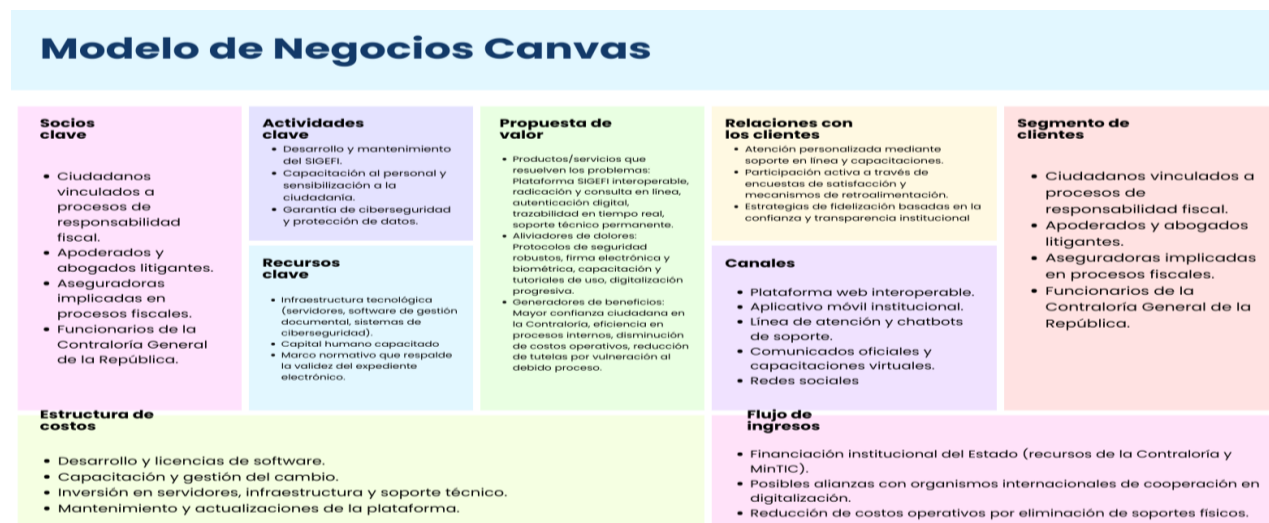 Modelo de Negocios Canvas
Socios
clave
• Ciudadanos
vinculados a
procesos de
responsabilidad
fiscal.
• Apoderados y
abogados litigantes.
• Aseguradoras
implicadas en
procesos fiscales.
• Funcionarios de la
Contraloría General
de la República.
Actividades
clave
• Desarrollo y mantenimiento
del SIGEFI.
• Capacitación al personal y
sensibilización a la
ciudadanía.
• Garantía de ciberseguridad
y protección de datos.
Recursos
clave
• Infraestructura tecnológica
(servidores, software de gestión
documental, sistemas de
ciberseguridad).
• Capital humano capacitado
• Marco normativo que respalde
la validez del expediente
electrónico.
Propuesta de
valor
• Productos/servicios que
resuelven los problemas:
Plataforma SIGEFI interoperable,
radicación y consulta en línea,
autenticación digital,
trazabilidad en tiempo real,
soporte técnico permanente.
• Aliviadores de dolores:
Protocolos de seguridad
robustos, firma electrónica y
biométrica, capacitación y
tutoriales de uso, digitalización
progresiva.
• Generadores de beneficios:
Mayor confianza ciudadana en
la Contraloría, eficiencia en
procesos internos, disminución
de costos operativos, reducción
de tutelas por vulneración al
debido proceso.
Relaciones con
los clientes
• Atención personalizada mediante
soporte en línea y capacitaciones.
• Participación activa a través de
encuestas de satisfacción y
mecanismos de retroalimentación.
• Estrategias de fidelización basadas en la
confianza y transparencia institucional
Canales
• Plataforma web interoperable.
• Aplicativo móvil institucional.
• Línea de atención y chatbots
de soporte.
• Comunicados oficiales y
capacitaciones virtuales.
• Redes sociales
Segmento de
clientes
• Ciudadanos vinculados a
procesos de
responsabilidad fiscal.
• Apoderados y abogados
litigantes.
• Aseguradoras implicadas
en procesos fiscales.
• Funcionarios de la
Contraloría General de la
República.
Estructura de
costos
• Desarrollo y licencias de software.
• Capacitación y gestión del cambio.
• Inversión en servidores, infraestructura y soporte técnico.
• Mantenimiento y actualizaciones de la plataforma.
Flujo de
ingresos
• Financiación institucional del Estado (recursos de la Contraloría y
MinTIC).
• Posibles alianzas con organismos internacionales de cooperación en
digitalización.
• Reducción de costos operativos por eliminación de soportes físicos.